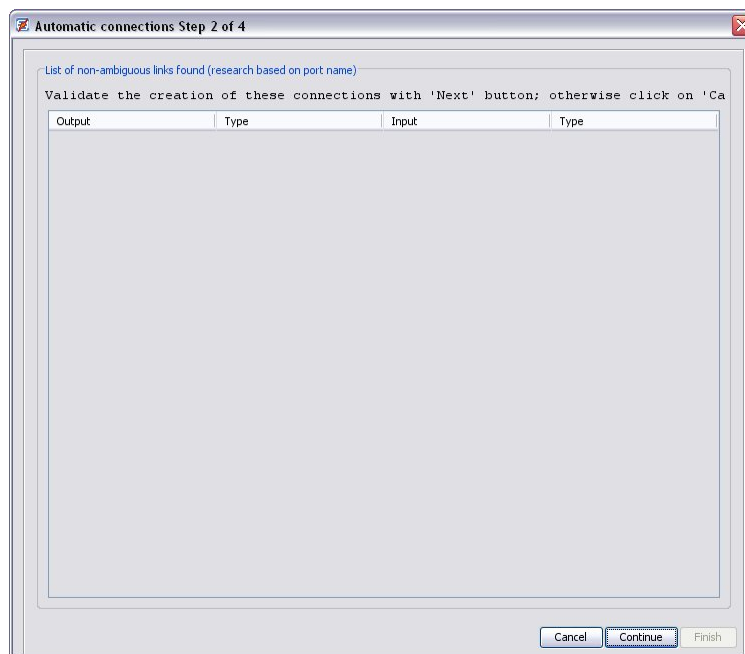 Automatic connections Step 2 of 4
List of non-ambiguous links found (research based on port name)
Validate the creation of these connections with 'Next' button; otherwise click on 'Ca
Output Type Input Type
Cancel Continue Finish